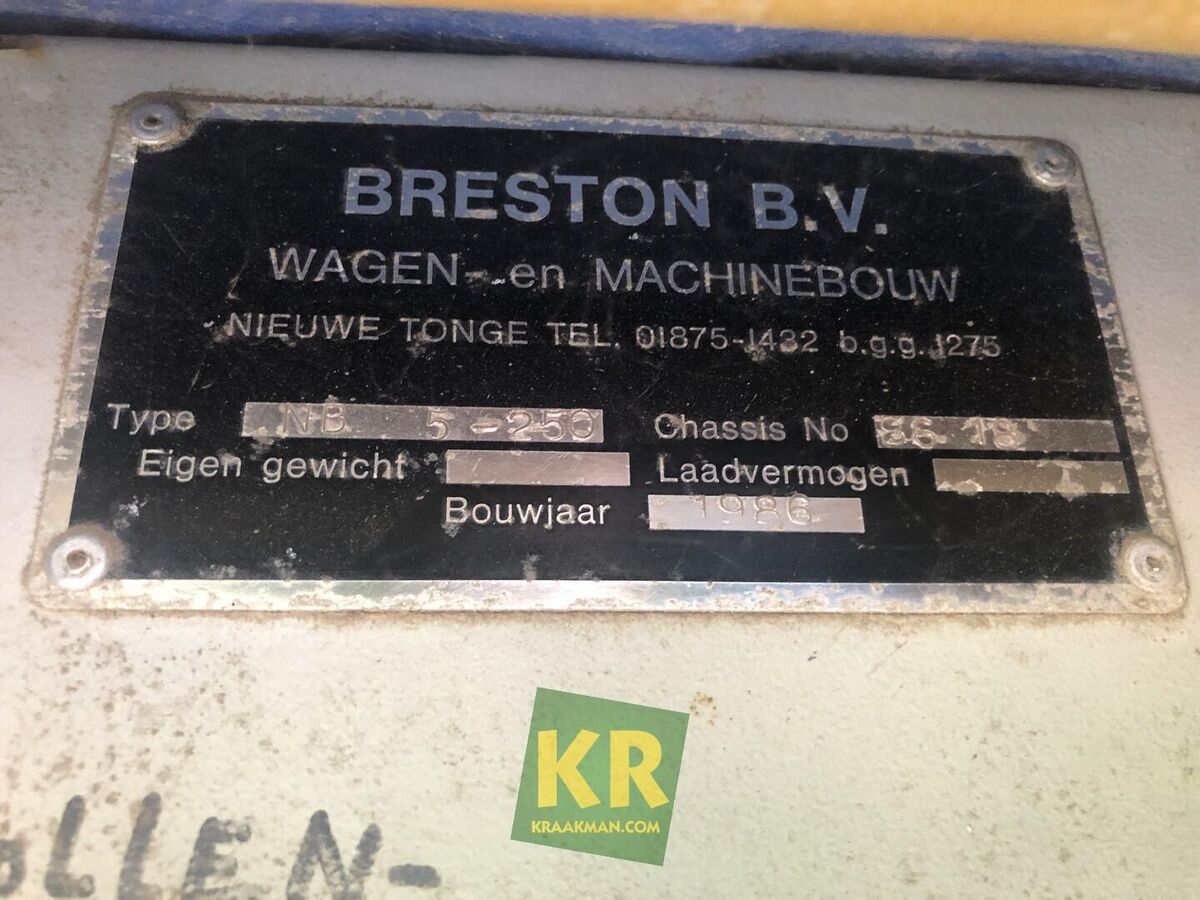 BRESTON B.V.
WAGEN- en MACHINEBOUW
NIEUWE TONGE TEL. 01875-1432 b.g.g. 1275
Type NB 5-250 Chassis No 86 18
Eigen gewicht Laadvermogen
Bouwjaar 1986
KR
KRAAKMAN.COM
LLEN-